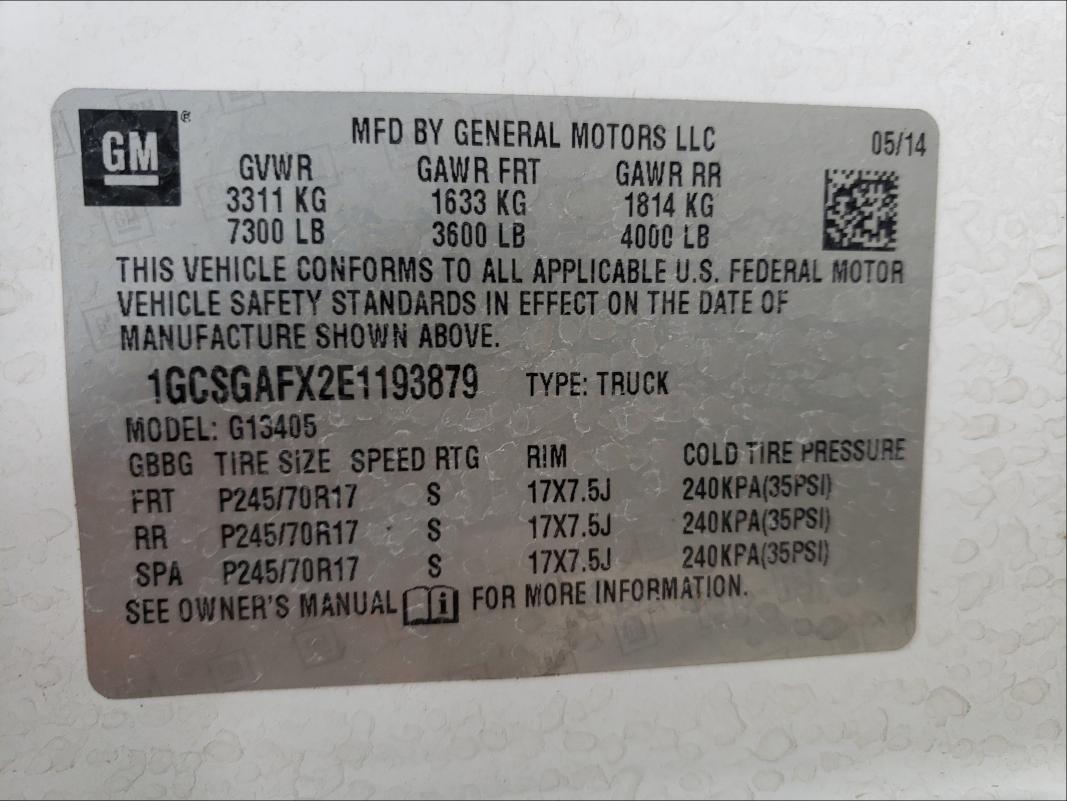 GM®
MFD BY GENERAL MOTORS LLC 05/14
GVWR GAWR FRT GAWR RR
3311 KG 1633 KG 1814 KG
7300 LB 3600 LB 4000 LB
THIS VEHICLE CONFORMS TO ALL APPLICABLE U.S. FEDERAL MOTOR
VEHICLE SAFETY STANDARDS IN EFFECT ON THE DATE OF
MANUFACTURE SHOWN ABOVE.
1GCSGAFX2E1193879 TYPE: TRUCK
MODEL: G13405
GBBG TIRE SIZE SPEED RTG RIM COLD TIRE PRESSURE
FRT P245/70R17 S 17X7.5J 240KPA(35PSI)
RR P245/70R17 S 17X7.5J 240KPA(35PSI)
SPA P245/70R17 S 17X7.5J 240KPA(35PSI)
SEE OWNER'S MANUAL i FOR MORE INFORMATION.